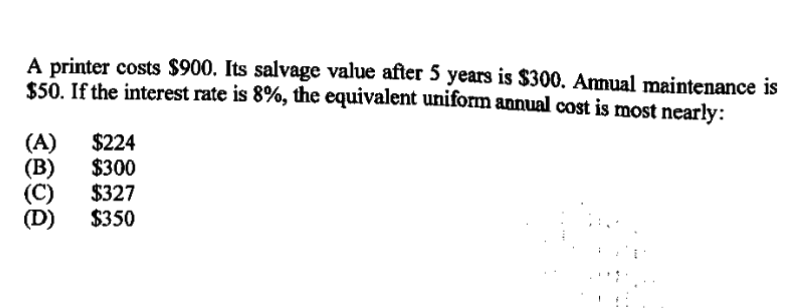 A printer costs $900. Its salvage value after 5 years is $300. Annual maintenance is
$50. If the interest rate is 8%, the equivalent uniform annual cost is most nearly:
(A) $224
(B) $300
(C) $327
(D) $350